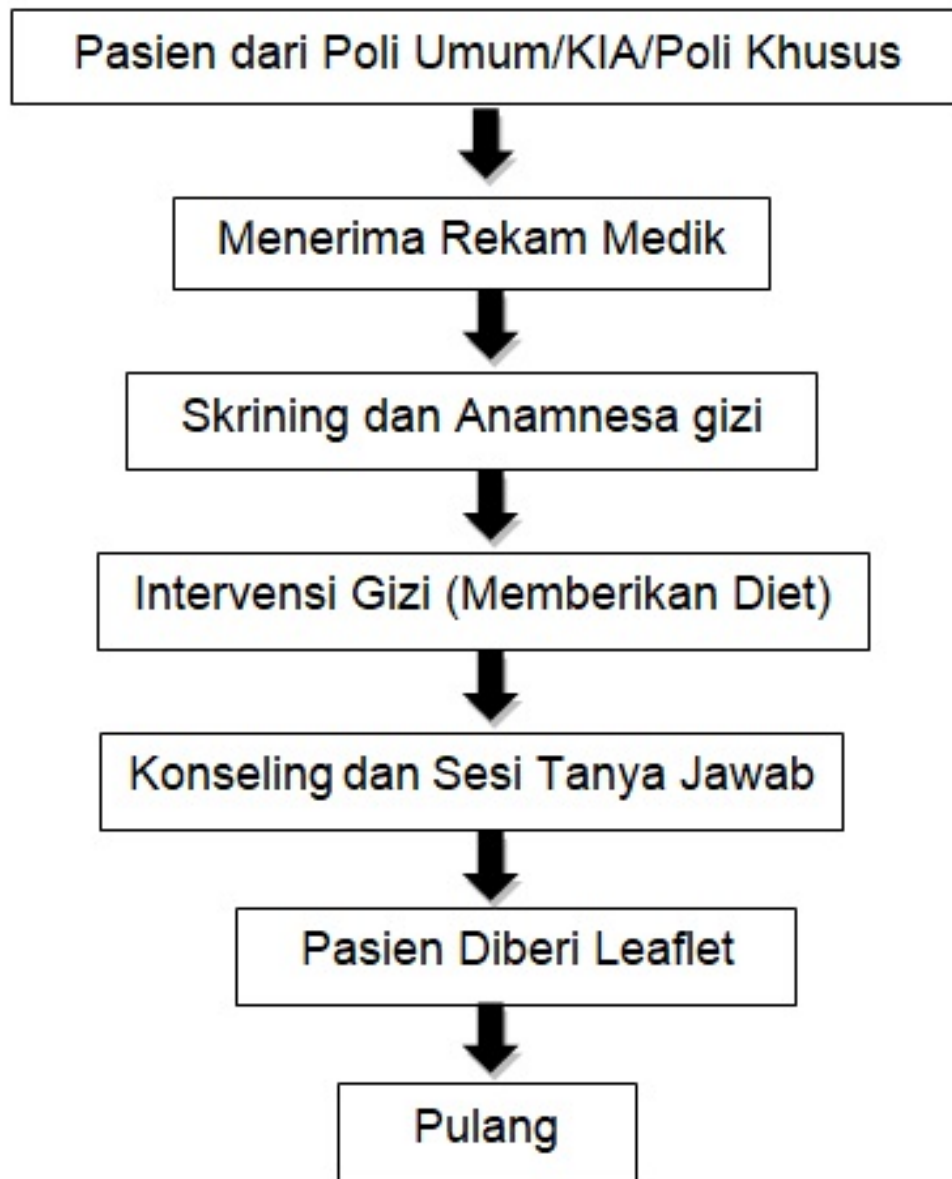 Pasien dari Poli Umum/KIA/Poli Khusus
Menerima Rekam Medik
Skrining dan Anamnesa gizi
Intervensi Gizi (Memberikan Diet)
Konseling dan Sesi Tanya Jawab
Pasien Diberi Leaflet
Pulang